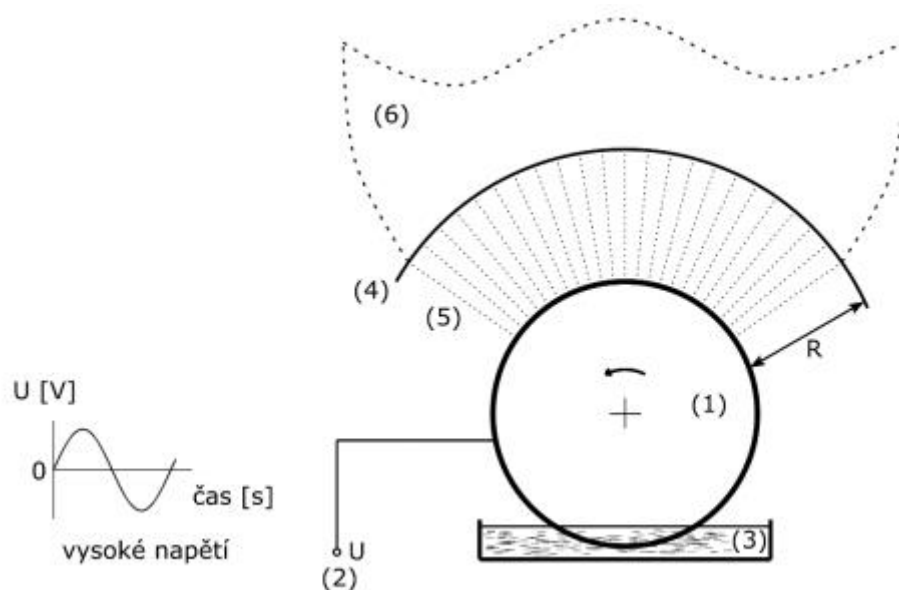 (6)
(4)
(5)
R
(1)
U [V]
0
čas [s]
vysoké napětí
U
(2)
(3)